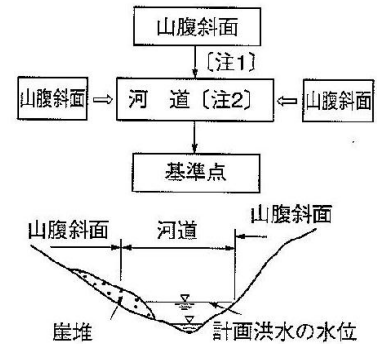 山腹斜面
〔注1〕
山腹斜面
河 道〔注2〕
山腹斜面
基準点
山腹斜面
河道
山腹斜面
崖堆
計画洪水の水位